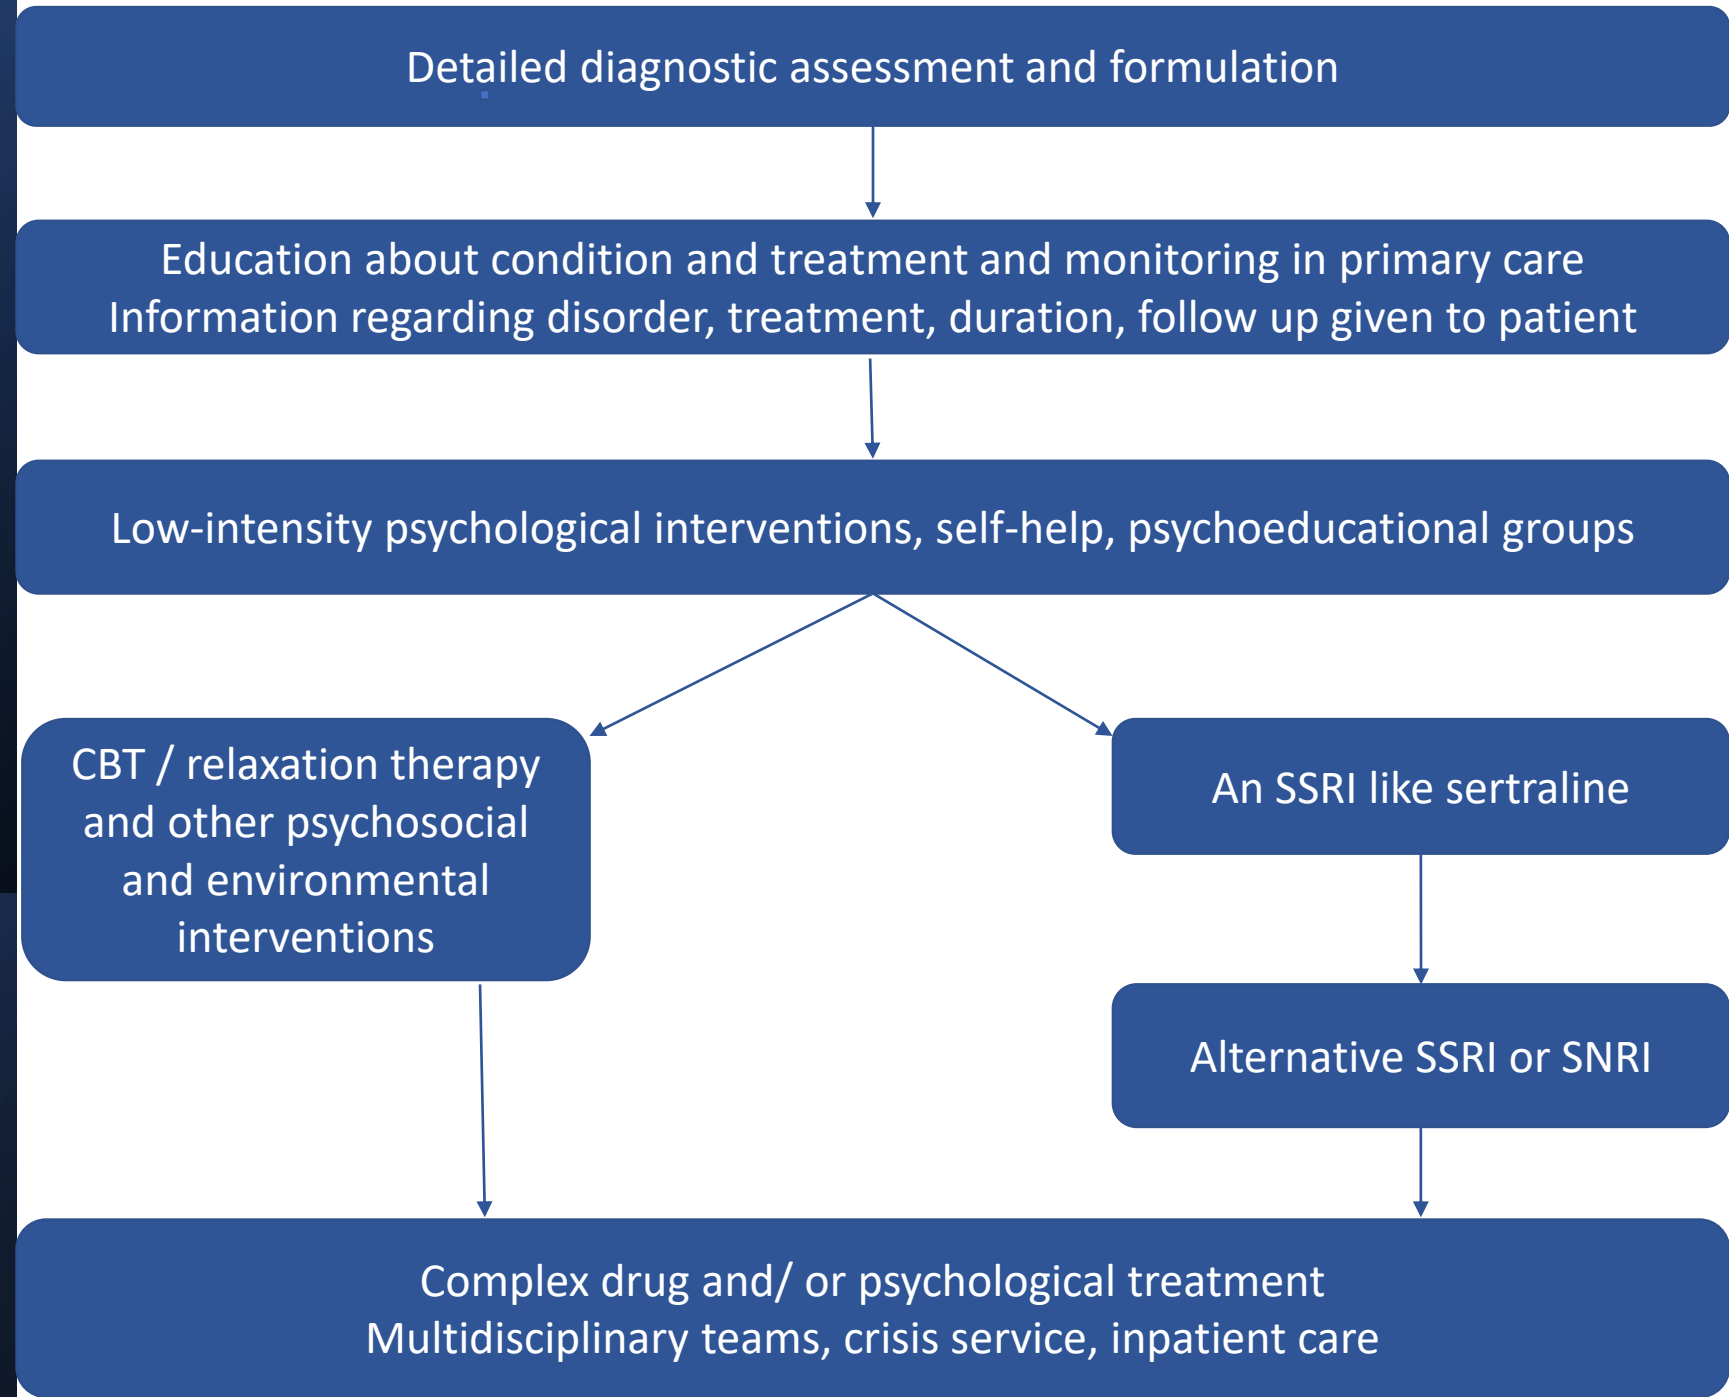 Detailed diagnostic assessment and formulation
Education about condition and treatment and monitoring in primary care
Information regarding disorder, treatment, duration, follow up given to patient
Low-intensity psychological interventions, self-help, psychoeducational groups
CBT / relaxation therapy
and other psychosocial
and environmental
interventions
An SSRI like sertraline
Alternative SSRI or SNRI
Complex drug and/ or psychological treatment
Multidisciplinary teams, crisis service, inpatient care